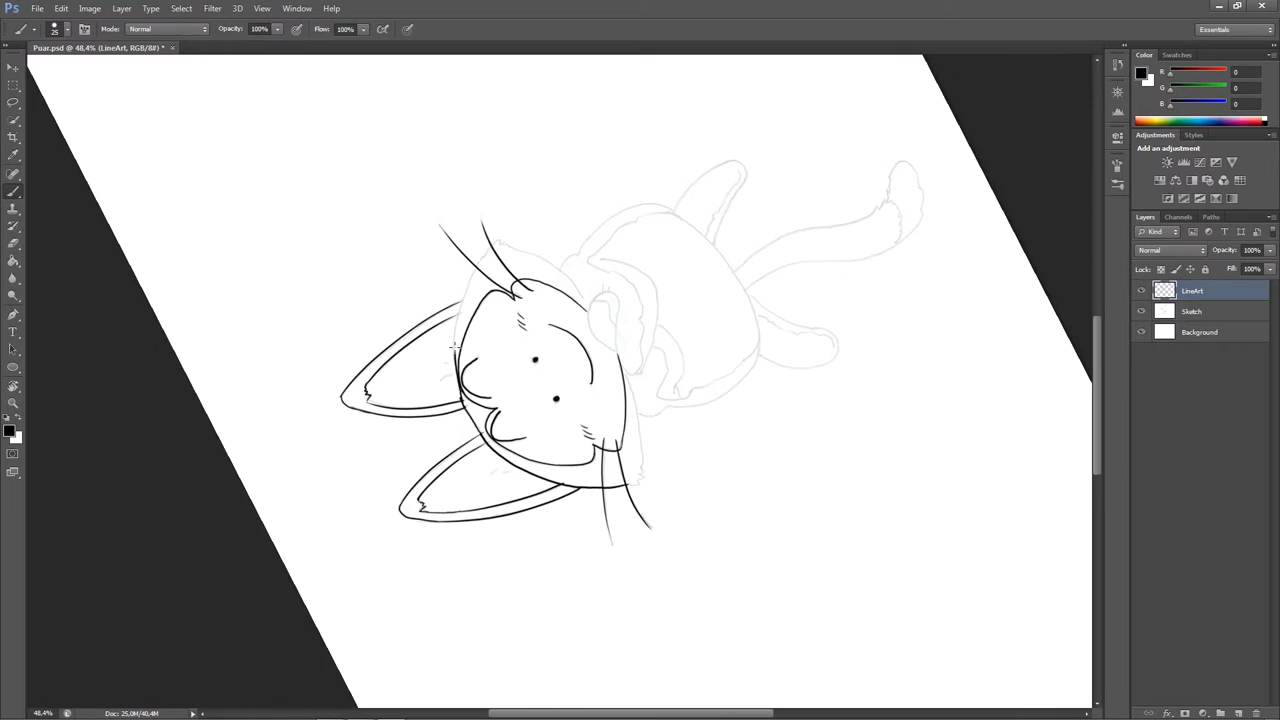 Ps File Edit Image Layer Type Select Filter 3D View Window Help
25 Mode: Normal Opacity: 100% Flow: 100% Essentials
Puar.psd @ 48,4% (LineArt, RGB/8#) * ×
Color Swatches
R 0
G 0
B 0
Adjustments Styles
Add an adjustment
Layers Channels Paths
Kind
Normal Opacity: 100%
Lock: Fill: 100%
LineArt
Sketch
Background
48,4% Doc: 25,0M/40,4M